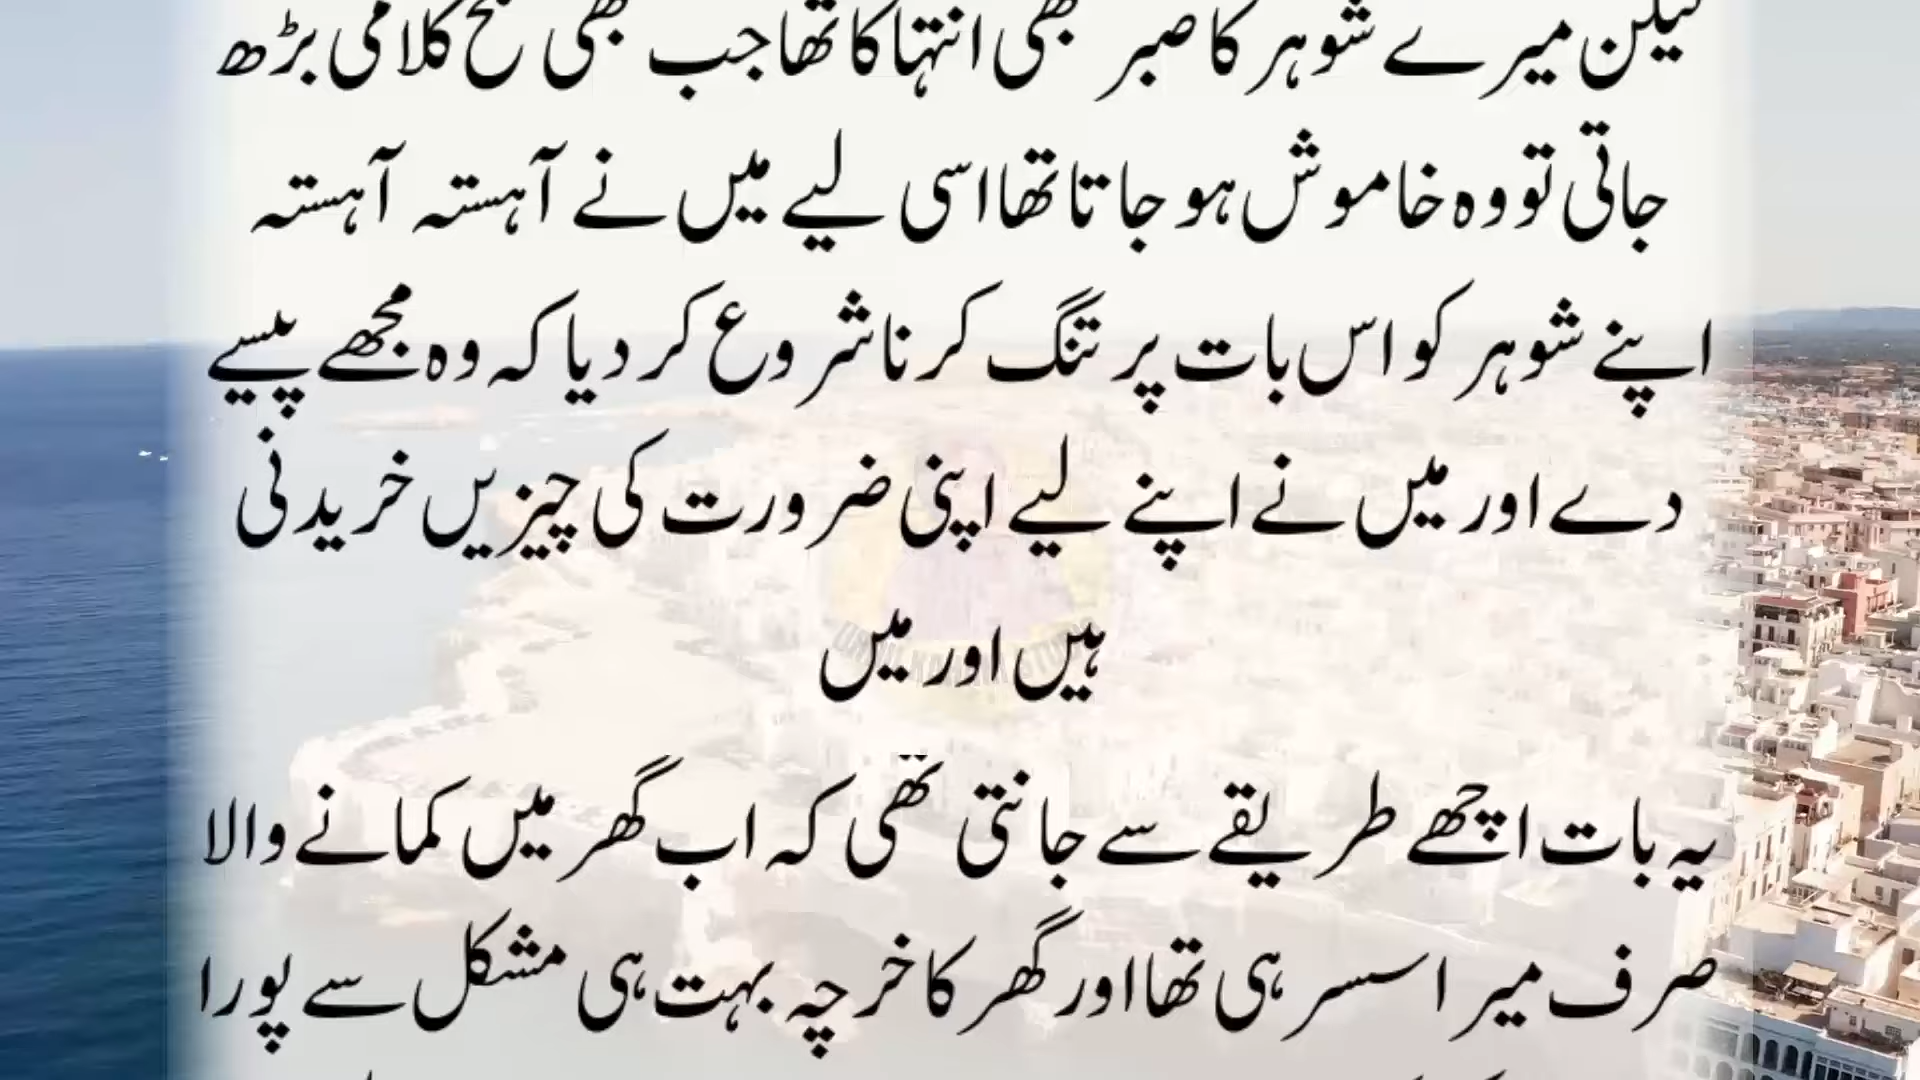 لیکن میرے شوہر کا صبر بھی انتہا کا تھا جب بھی تلخ کلامی بڑھ
جاتی تو وہ خاموش ہو جاتا تھا اسی لیے میں نے آہستہ آہستہ
اپنے شوہر کو اس بات پر تنگ کرنا شروع کر دیا کہ وہ مجھے پیسے
دے اور میں نے اپنے لیے اپنی ضرورت کی چیزیں خریدنی
ہیں اور میں
یہ بات اچھے طریقے سے جانتی تھی کہ اب گھر میں کمانے والا
صرف میرا سسر ہی تھا اور گھر کا خرچہ بہت ہی مشکل سے پورا